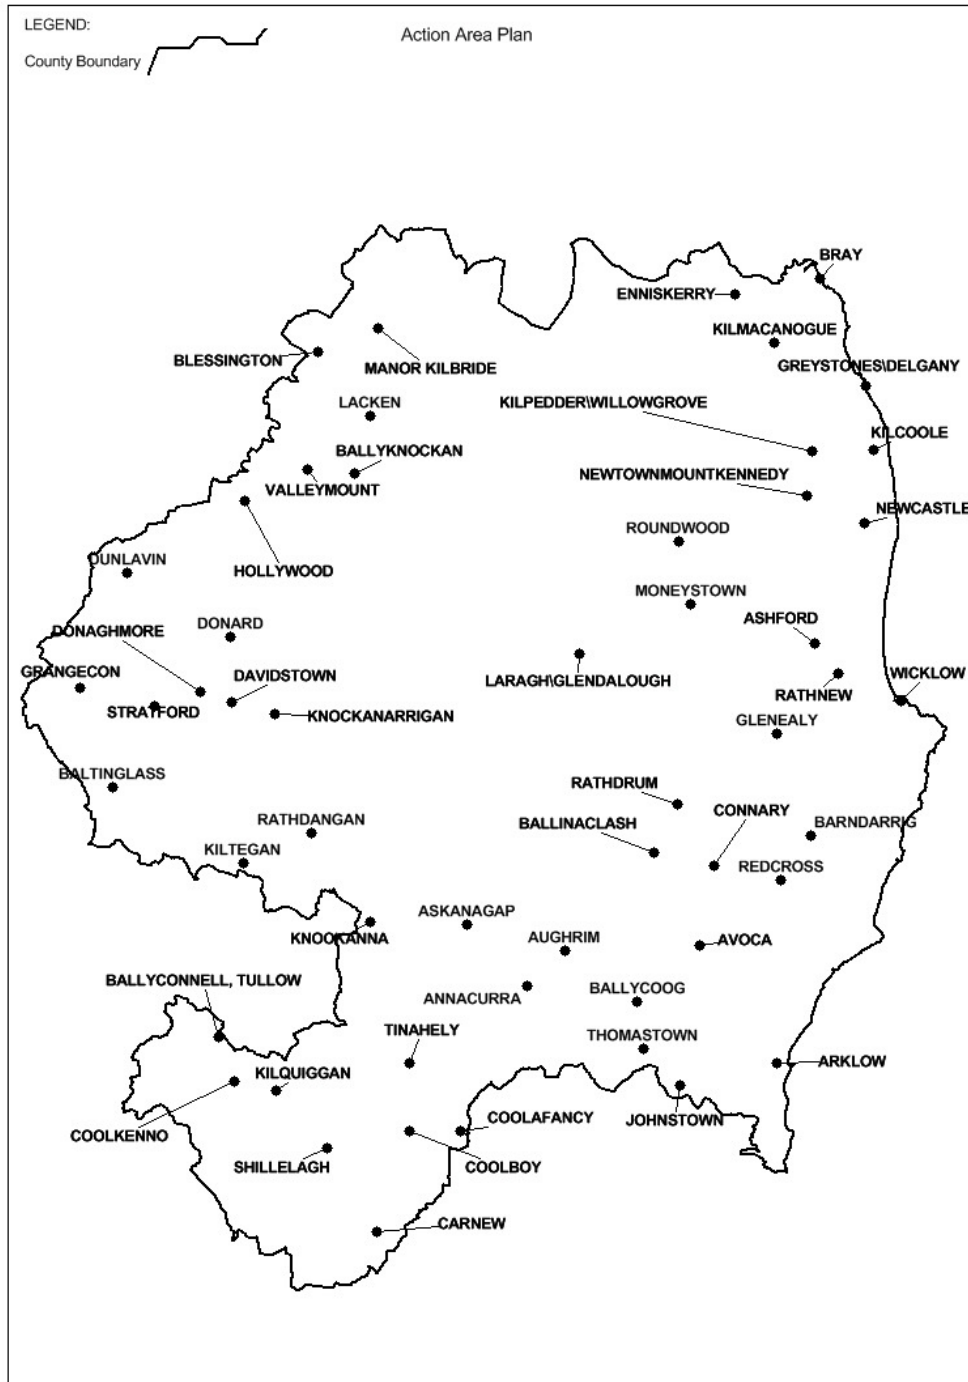 LEGEND:
Action Area Plan
County Boundary
BRAY
ENNISKERRY
KILMACANOGUE
BLESSINGTON
MANOR KILBRIDE
GREYSTONES\DELGANY
LACKEN
KILPEDDER\WILLOWGROVE
KILCOOLE
BALLYKNOCKAN
VALLEYMOUNT
NEWTOWNMOUNTKENNEDY
NEWCASTLE
ROUNDWOOD
DUNLAVIN
HOLLYWOOD
MONEYSTOWN
ASHFORD
DONARD
DONAGHMORE
GRANGECON
DAVIDSTOWN
LARAGH\GLENDALOUGH
RATHNEW
WICKLOW
STRATFORD
KNOCKANARRIGAN
GLENEALY
BALTINGLASS
RATHDRUM
CONNARY
RATHDANGAN
BALLINACLASH
BARNDARRIG
KILTEGAN
REDCROSS
ASKANAGAP
KNOCKANNA
AUGHRIM
AVOCA
BALLYCONNELL, TULLOW
ANNACURRA
BALLYCOOG
TINAHELY
THOMASTOWN
ARKLOW
KILQUIGGAN
COOLAFANCY
JOHNSTOWN
COOLKENNO
SHILLELAGH
COOLBOY
CARNEW